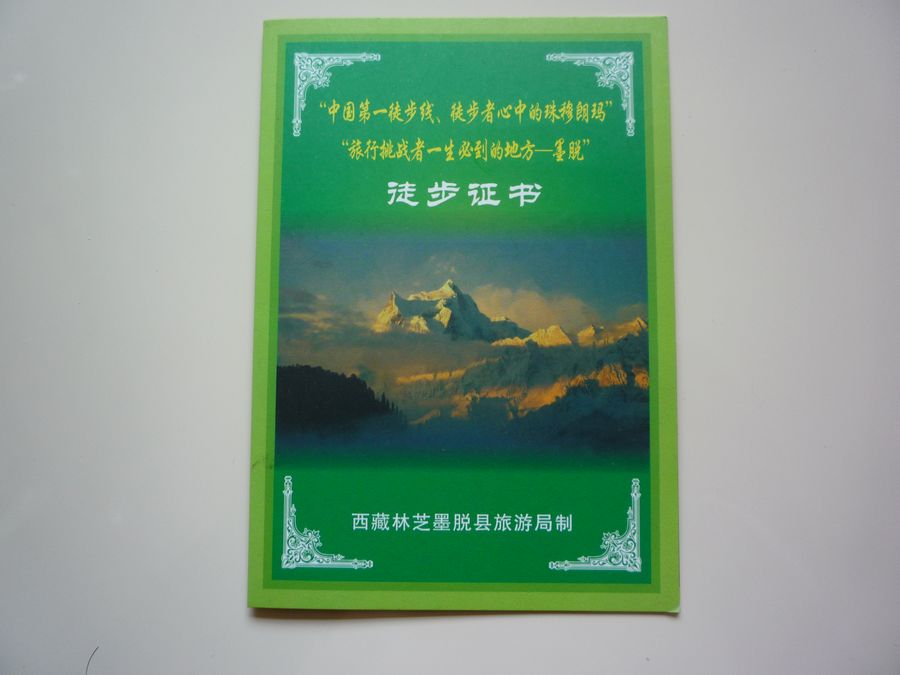 “中国第一徒步线、徒步者心中的珠穆朗玛”
“旅行挑战者一生必到的地方—墨脱”
徒步证书
西藏林芝墨脱县旅游局制